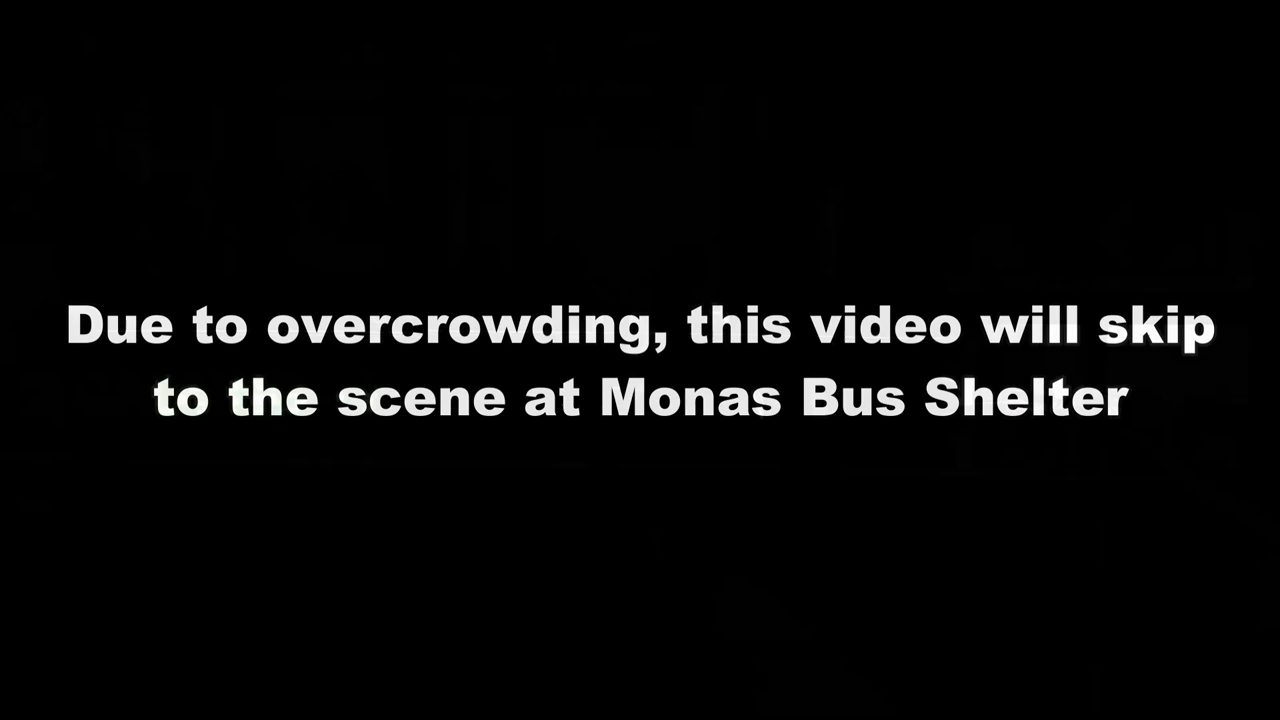 Due to overcrowding, this video will skip
to the scene at Monas Bus Shelter